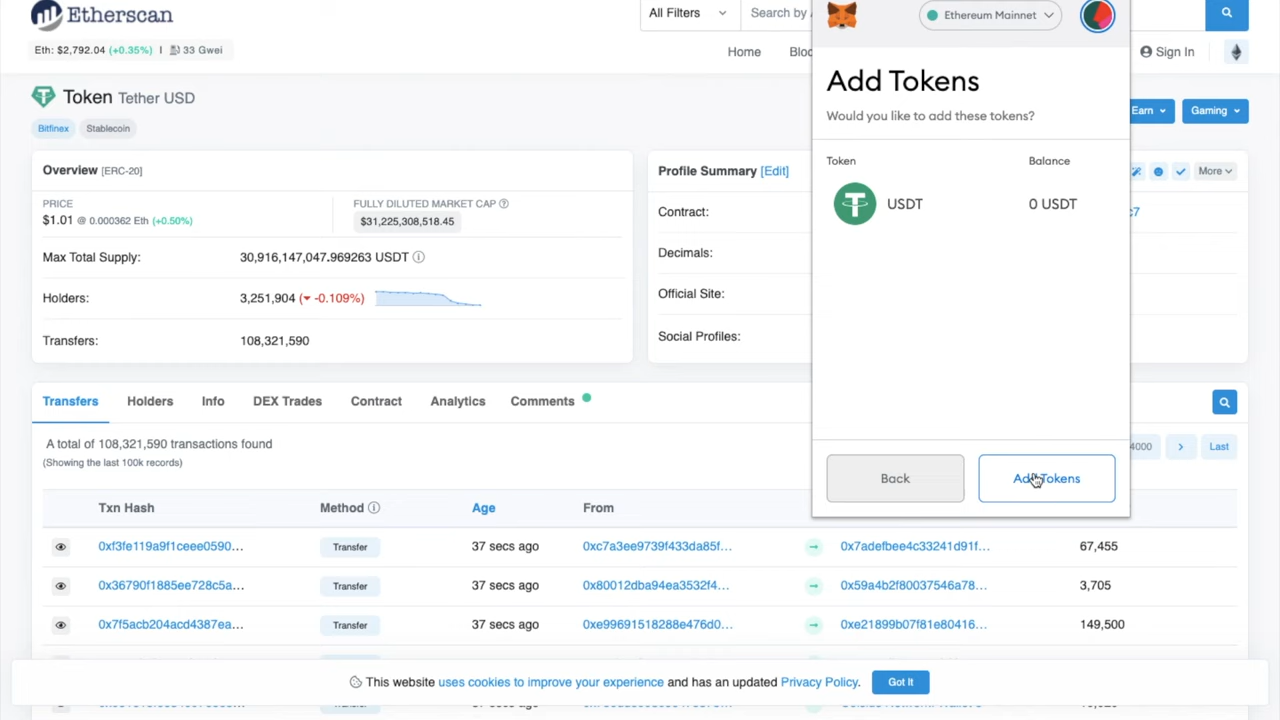 Etherscan
All Filters
Search by
Ethereum Mainnet
Eth: $2,792.04 (+0.35%) | 33 Gwei
Home
Sign In
Token Tether USD
Bitfinex
Stablecoin
Earn
Gaming
Add Tokens
Would you like to add these tokens?
Token
Balance
USDT
0 USDT
Back
Add Tokens
Overview [ERC-20]
PRICE
$1.01 @ 0.000362 Eth (+0.50%)
FULLY DILUTED MARKET CAP
$31,225,308,518.45
Max Total Supply:
30,916,147,047.969263 USDT
Holders:
3,251,904 (-0.109%)
Transfers:
108,321,590
Profile Summary [Edit]
More
Contract:
c7
Decimals:
Official Site:
Social Profiles:
Transfers
Holders
Info
DEX Trades
Contract
Analytics
Comments
A total of 108,321,590 transactions found
(Showing the last 100k records)
4000
>
Last
Txn Hash
Method
Age
From
0xf3fe119a9f1ceee0590...
Transfer
37 secs ago
0xc7a3ee9739f433da85f...
0x7adefbee4c33241d91f...
67,455
0x36790f1885ee728c5a...
Transfer
37 secs ago
0x80012dba94ea3532f4...
0x59a4b2f80037546a78...
3,705
0x7f5acb204acd4387ea...
Transfer
37 secs ago
0xe99691518288e476d0...
0xe21899b07f81e80416...
149,500
This website uses cookies to improve your experience and has an updated Privacy Policy.
Got It